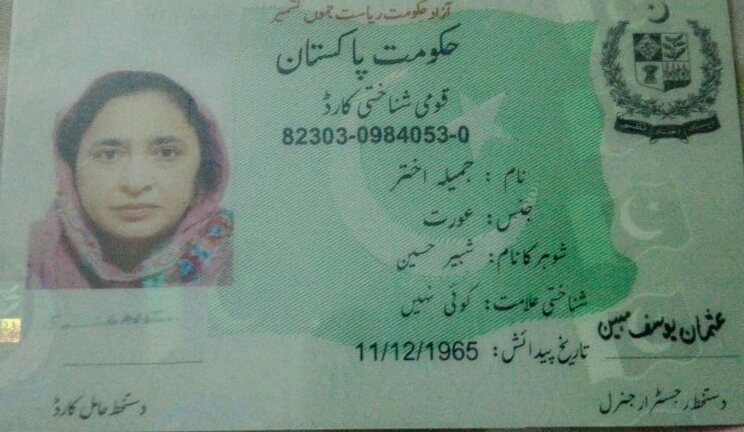 آزاد حکومت ریاست جموں کشمیر
حکومت پاکستان
قومی شناختی کارڈ
82303-0984053-0
نام : جمیلہ اختر
جنس : عورت
شوہر کا نام : شبیر حسین
شناختی علامت : کوئی نہیں
تاریخ پیدائش : 11/12/1965
عثمان یوسف مبین
دستخط رجسٹرار جنرل
دستخط حامل کارڈ